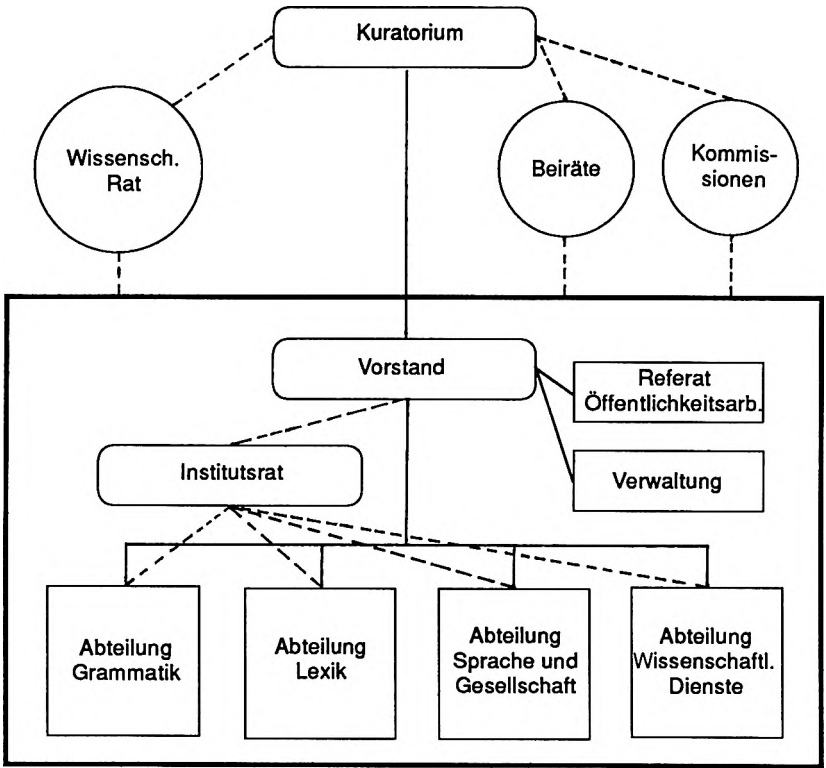 Kuratorium
Wissensch.
Rat
Beiräte
Kommis-
sionen
Vorstand
Referat
Öffentlichkeitsarb.
Institutsrat
Verwaltung
Abteilung
Grammatik
Abteilung
Lexik
Abteilung
Sprache und
Gesellschaft
Abteilung
Wissenschaftl.
Dienste